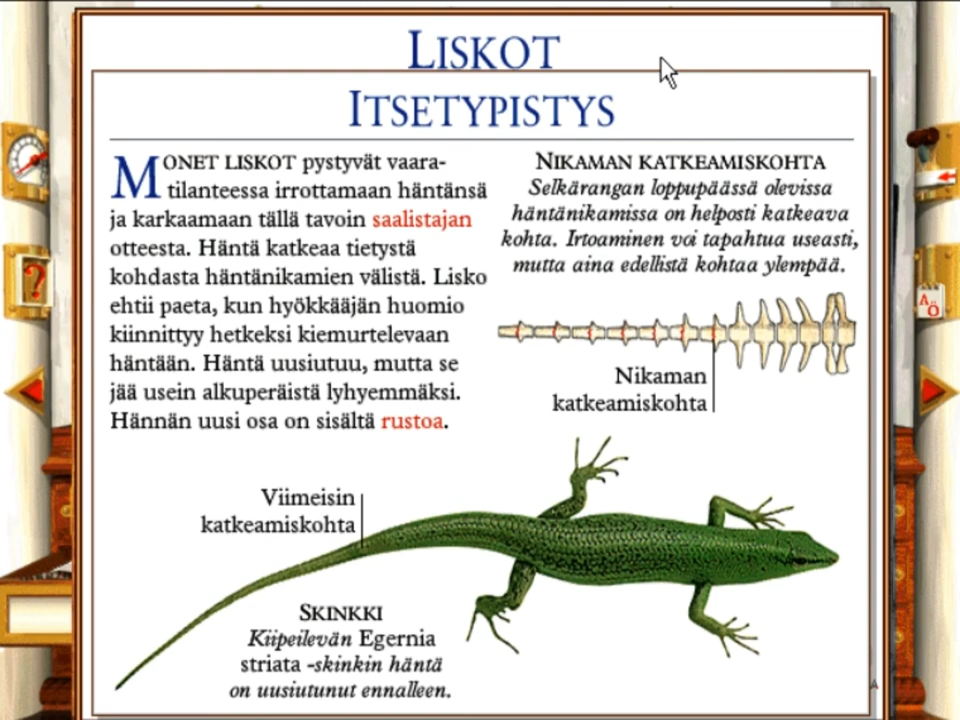 LISKOT
ITSETYPISTYS
MONET LISKOT pystyvät vaara-
tilanteessa irrottamaan häntänsä
ja karkaamaan tällä tavoin saalistajan
otteesta. Häntä katkeaa tietystä
kohdasta häntänikamien välistä. Lisko
ehtii paeta, kun hyökkääjän huomio
kiinnittyy hetkeksi kiemurtelevaan
häntään. Häntä uusiutuu, mutta se
jää usein alkuperäistä lyhyemmäksi.
Hännän uusi osa on sisältä rustoa.
NIKAMAN KATKEAMISKOHTA
Selkärangan loppupäässä olevissa
häntänikamissa on helposti katkeava
kohta. Irtoaminen voi tapahtua useasti,
mutta aina edellistä kohtaa ylempää.
Nikaman
katkeamiskohta
Viimeisin
katkeamiskohta
SKINKKI
Kiipeilevän Egernia
striata -skinkin häntä
on uusiutunut ennalleen.
?
A
Ö